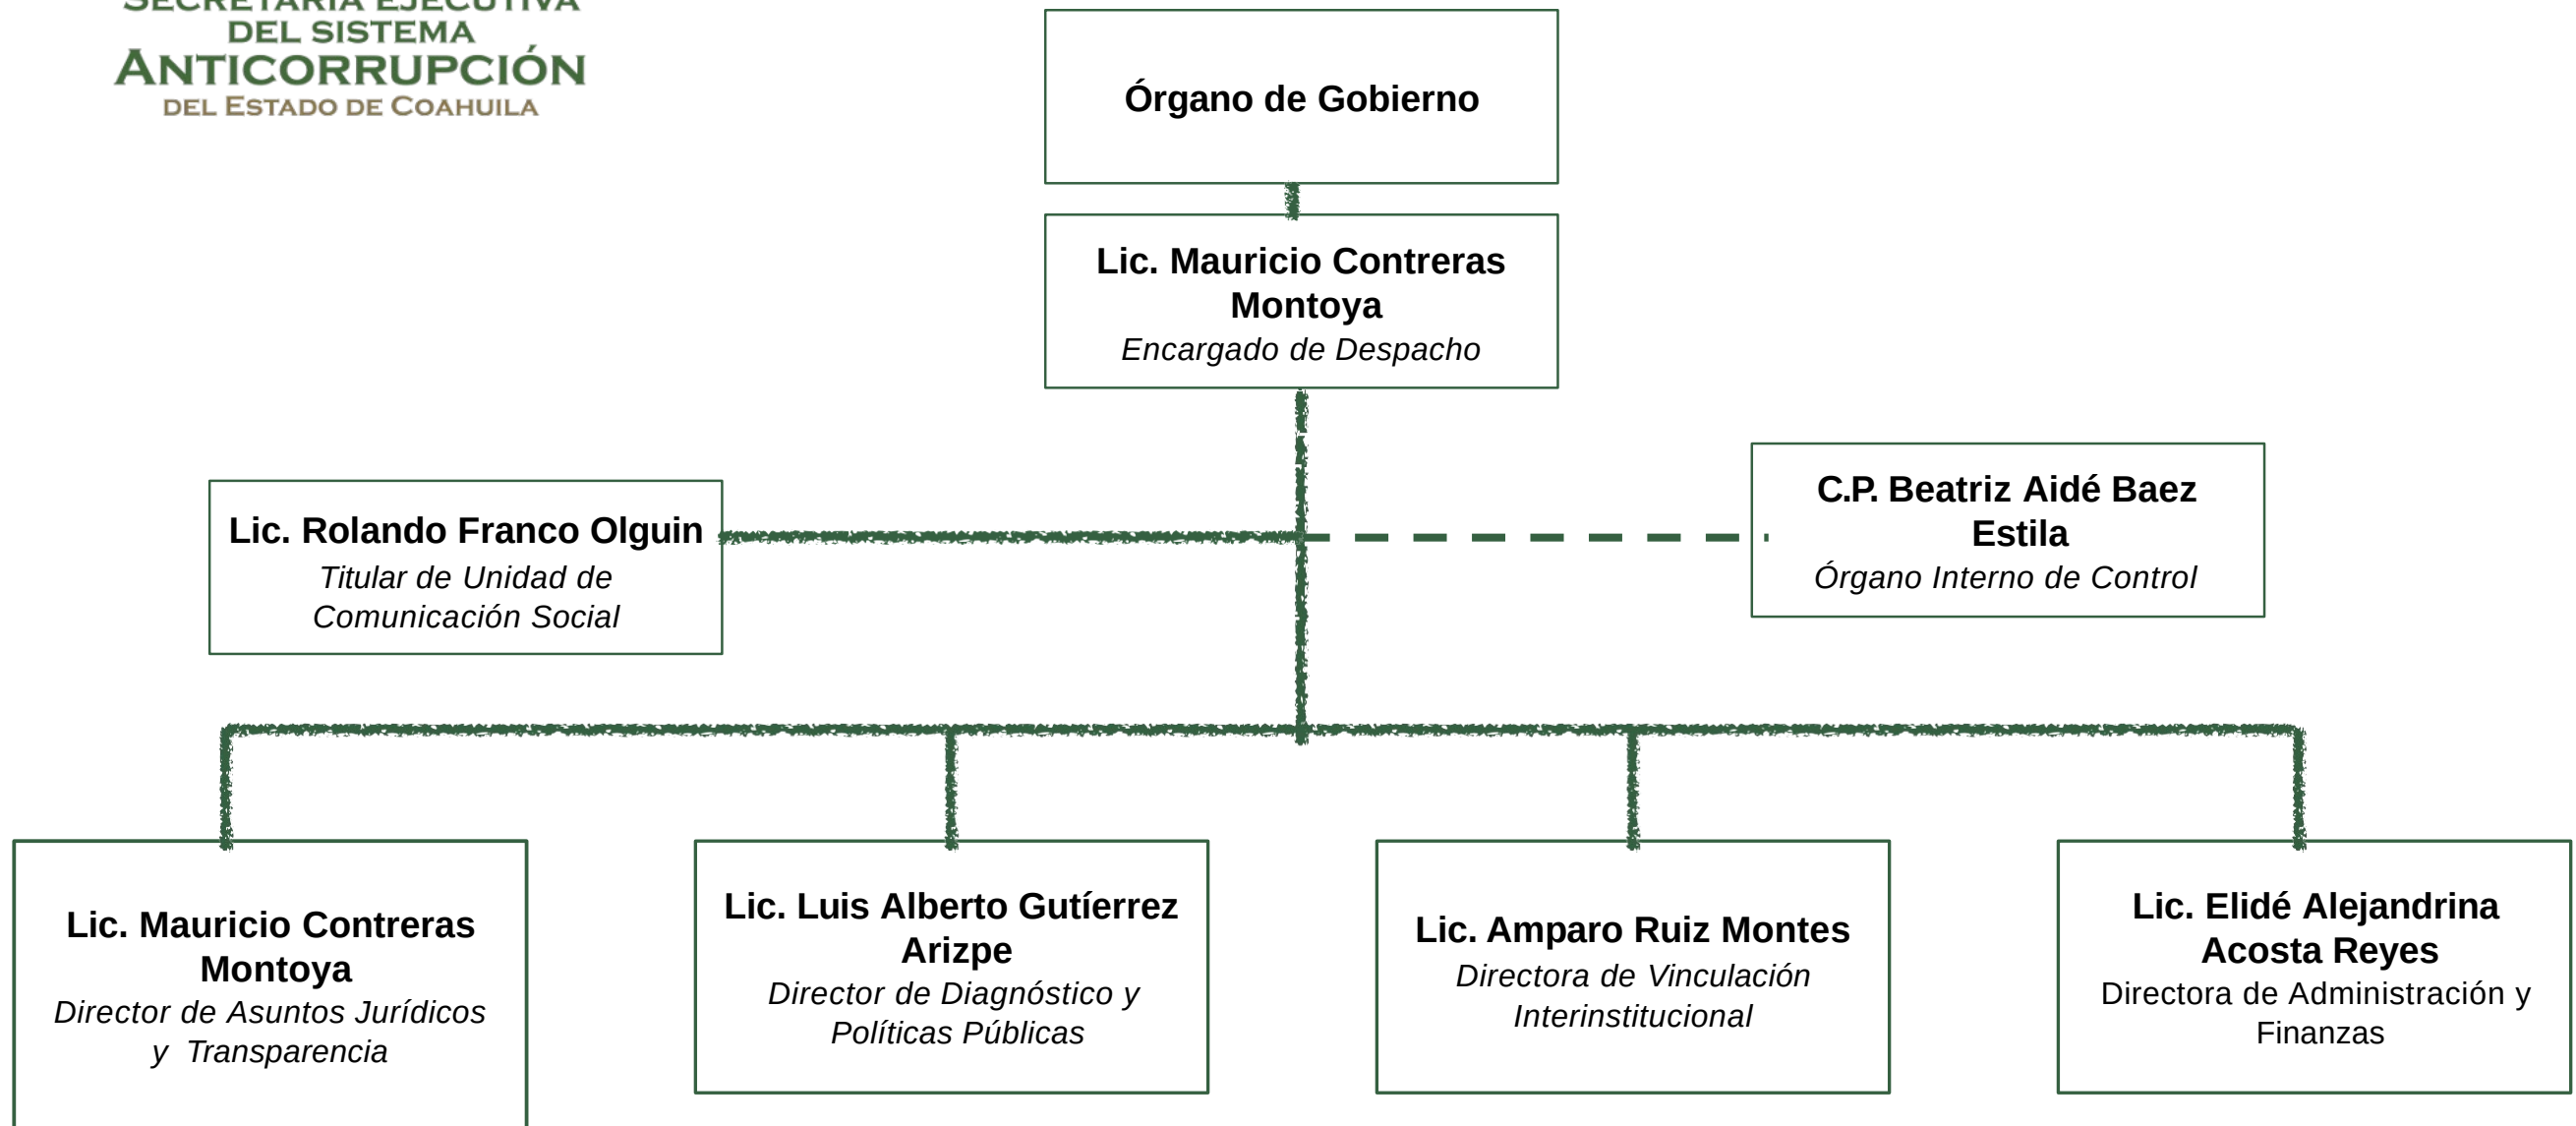 SECRETARÍA EJECUTIVA
DEL SISTEMA
ANTICORRUPCIÓN
DEL ESTADO DE COAHUILA
Órgano de Gobierno
Lic. Mauricio Contreras
Montoya
Encargado de Despacho
Lic. Rolando Franco Olguin
Titular de Unidad de
Comunicación Social
C.P. Beatriz Aidé Baez
Estila
Órgano Interno de Control
Lic. Mauricio Contreras
Montoya
Director de Asuntos Jurídicos
y Transparencia
Lic. Luis Alberto Gutíerrez
Arizpe
Director de Diagnóstico y
Políticas Públicas
Lic. Amparo Ruiz Montes
Directora de Vinculación
Interinstitucional
Lic. Elidé Alejandrina
Acosta Reyes
Directora de Administración y
Finanzas